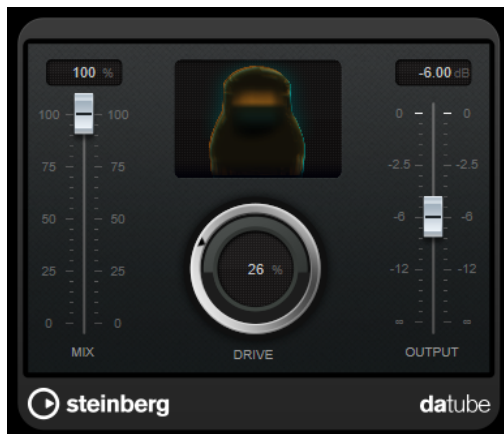 100 %
-6.00 dB
100 100
75 75
50 50
25 25
0 0
MIX
26 %
DRIVE
0 0
-2.5 -2.5
-6 -6
-12 -12
∞ ∞
OUTPUT
steinberg
datube